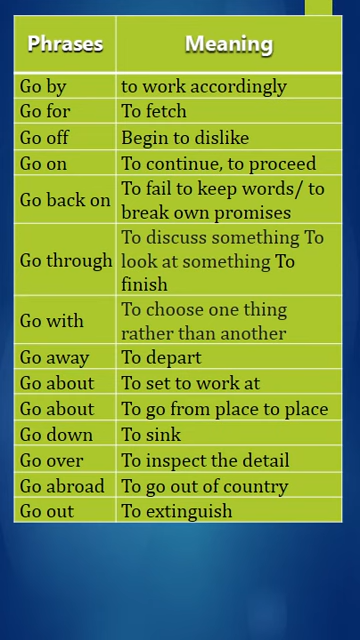 Phrases Meaning
Go by to work accordingly
Go for To fetch
Go off Begin to dislike
Go on To continue, to proceed
Go back on To fail to keep words/ to
break own promises
Go through To discuss something To
look at something To
finish
Go with To choose one thing
rather than another
Go away To depart
Go about To set to work at
Go about To go from place to place
Go down To sink
Go over To inspect the detail
Go abroad To go out of country
Go out To extinguish